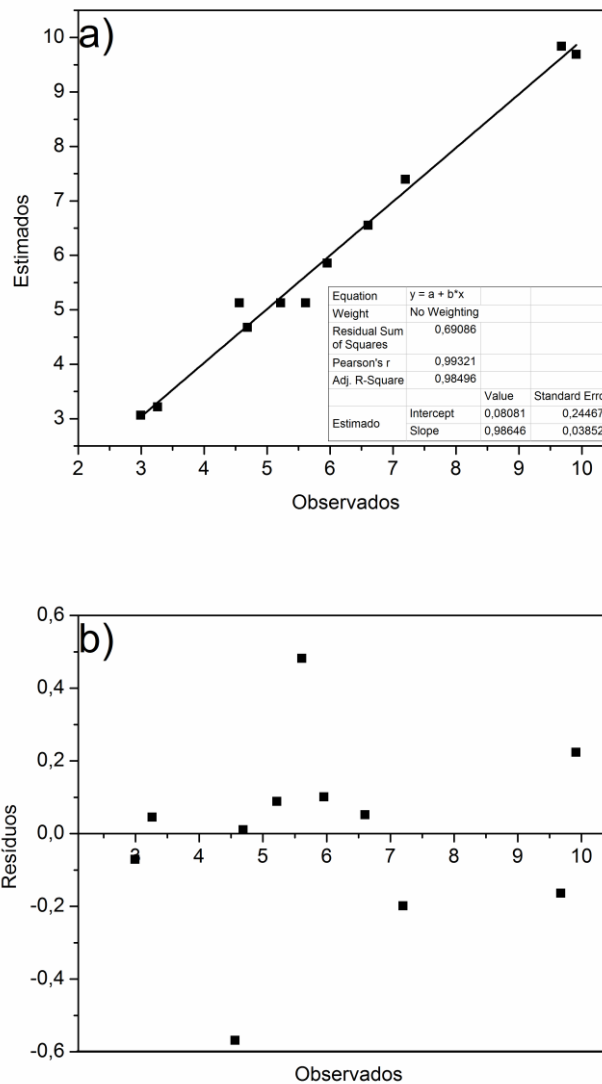 a)
10
9
8
7
6
5
4
3
Estimados
Equation y = a + b*x
Weight No Weighting
Residual Sum
of Squares 0,69086
Pearson's r 0,99321
Adj. R-Square 0,98496
Value Standard Erro
Estimado Intercept 0,08081 0,24467
Slope 0,98646 0,03852
2 3 4 5 6 7 8 9 10
Observados
b)
0,6
0,4
0,2
0,0
-0,2
-0,4
-0,6
Resíduos
3 4 5 6 7 8 9 10
Observados